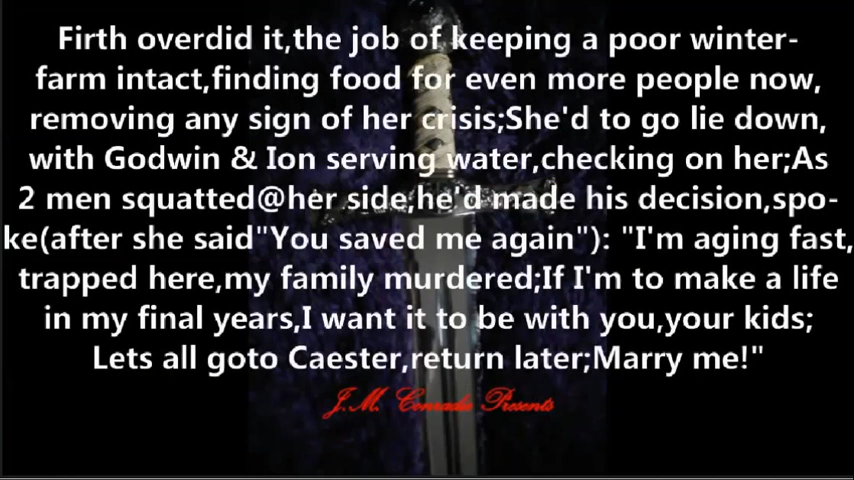 Firth overdid it,the job of keeping a poor winter-
farm intact,finding food for even more people now,
removing any sign of her crisis;She'd to go lie down,
with Godwin & Ion serving water,checking on her;As
2 men squatted@her side,he'd made his decision,spo-
ke(after she said"You saved me again"): "I'm aging fast,
trapped here,my family murdered;If I'm to make a life
in my final years,I want it to be with you,your kids;
Lets all goto Caester,return later;Marry me!"
J.M. Conradie Presents